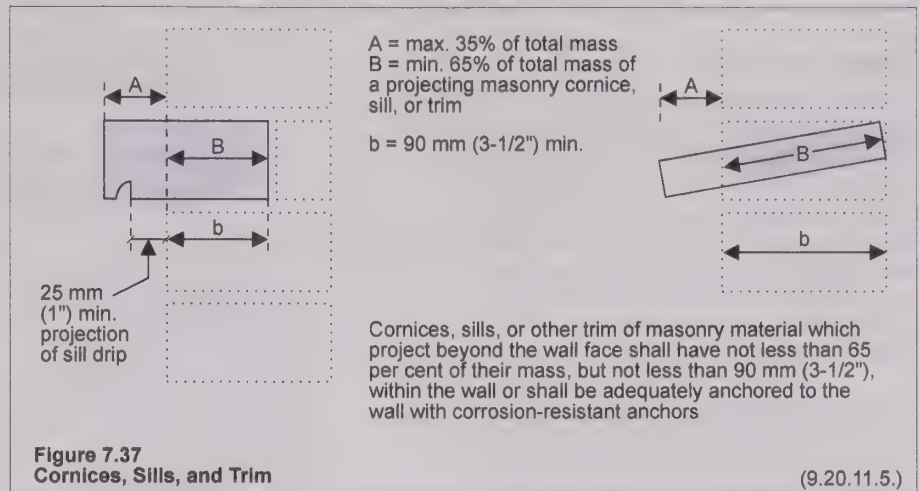 A = max. 35% of total mass
B = min. 65% of total mass of
a projecting masonry cornice,
sill, or trim
b = 90 mm (3-1/2") min.
A
B
b
25 mm
(1") min.
projection
of sill drip
A
B
b
Cornices, sills, or other trim of masonry material which
project beyond the wall face shall have not less than 65
per cent of their mass, but not less than 90 mm (3-1/2"),
within the wall or shall be adequately anchored to the
wall with corrosion-resistant anchors
Figure 7.37
Cornices, Sills, and Trim
(9.20.11.5.)